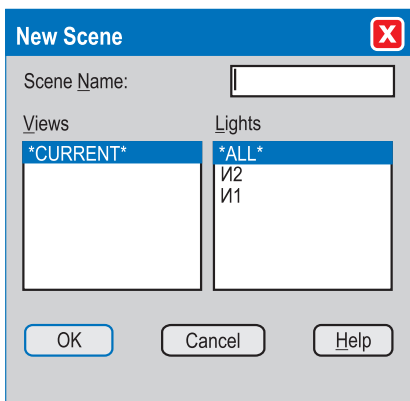 New Scene X
Scene Name:
Views Lights
*CURRENT* *ALL*
И2
И1
OK Cancel Help